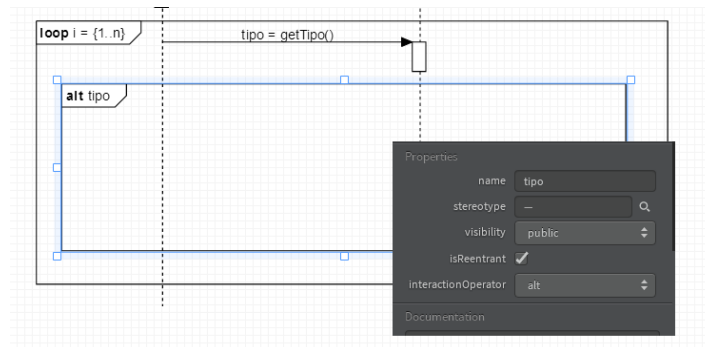 loop i = {1..n}
tipo = getTipo()
alt tipo
Properties
name tipo
stereotype —
visibility public
isReentrant
interactionOperator alt
Documentation